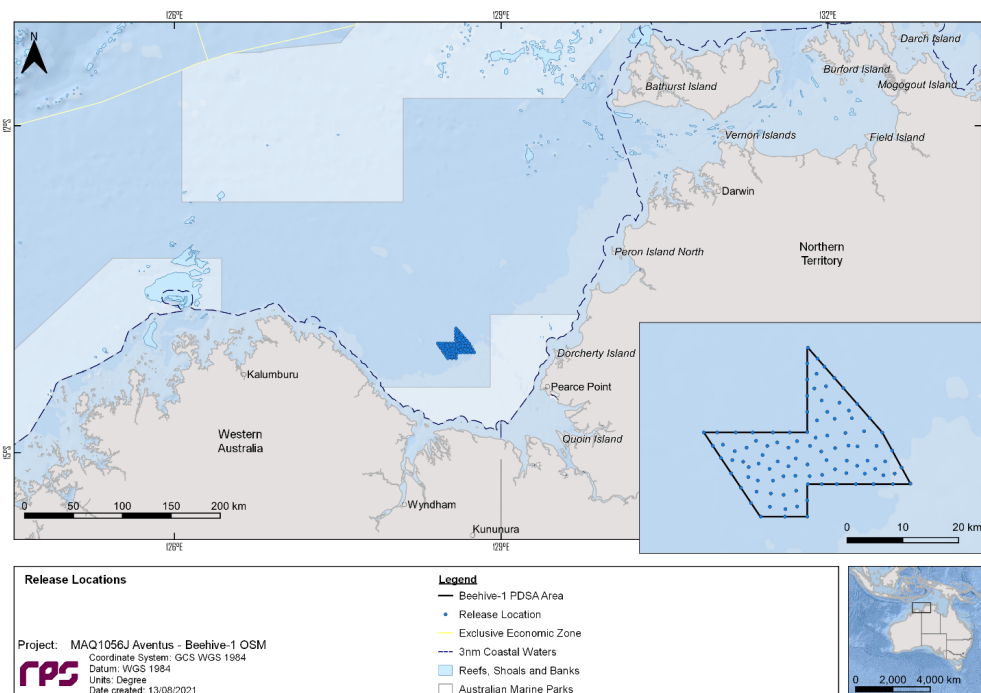 126°E
129°E
132°E
N
Darch Island
Burford Island
Mogogout Island
Bathurst Island
12°S
Vernon Islands
Field Island
Darwin
Peron Island North
Northern
Territory
Dorcherty Island
Kalumburu
Pearce Point
Western
Australia
Quoin Island
15°S
0 50 100 150 200 km
Wyndham
Kununura
0 10 20 km
126°E
129°E
Release Locations
Project: MAQ1056J Aventus - Beehive-1 OSM
rps
Coordinate System: GCS WGS 1984
Datum: WGS 1984
Units: Degree
Date created: 13/08/2021
Legend
Beehive-1 PDSA Area
Release Location
Exclusive Economic Zone
3nm Coastal Waters
Reefs, Shoals and Banks
Australian Marine Parks
0 2,000 4,000 km